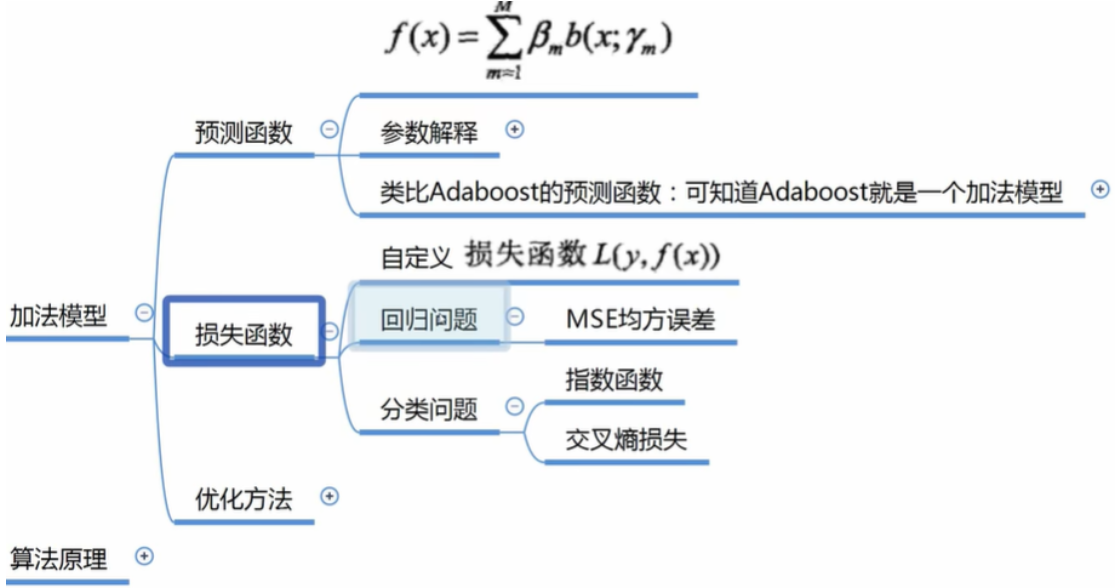 f(x)=∑_{m=1}^{M} β_m b(x;γ_m)
预测函数
参数解释
类比Adaboost的预测函数：可知道Adaboost就是一个加法模型
自定义 损失函数 L(y, f(x))
加法模型
损失函数
回归问题
MSE均方误差
分类问题
指数函数
交叉熵损失
优化方法
算法原理